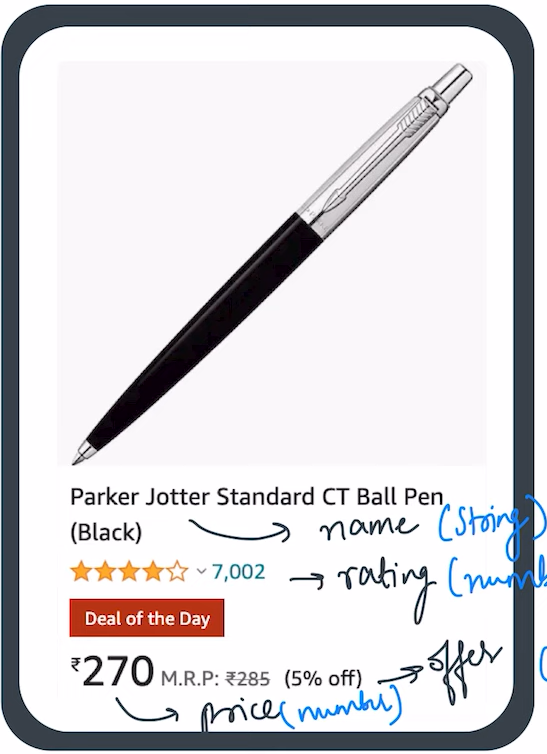 Parker Jotter Standard CT Ball Pen
(Black)
name (String)
7,002
rating (numb
Deal of the Day
₹270 M.R.P: ₹285 (5% off)
offer (
price (number)